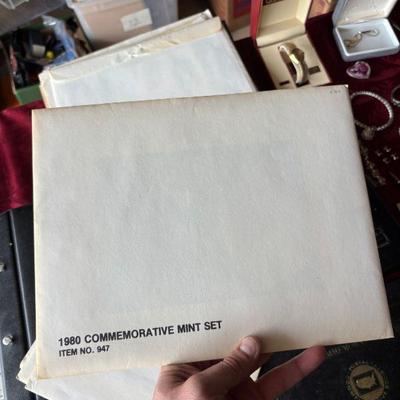 1980 COMMEMORATIVE MINT SET
ITEM NO. 947